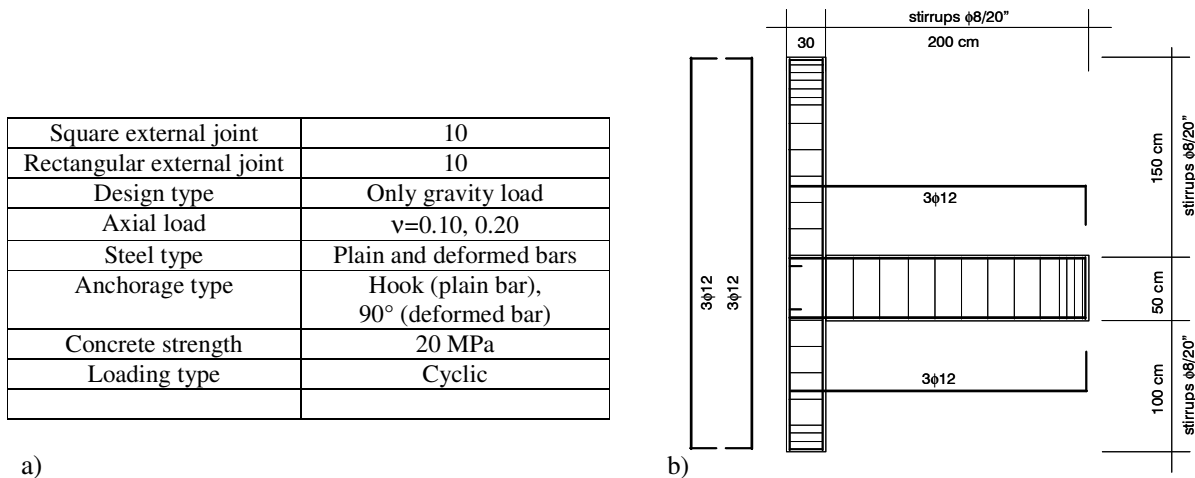 Square external joint 10
Rectangular external joint 10
Design type Only gravity load
Axial load ν=0.10, 0.20
Steel type Plain and deformed bars
Anchorage type Hook (plain bar),
90° (deformed bar)
Concrete strength 20 MPa
Loading type Cyclic
a)
stirrups ϕ8/20”
30 200 cm
3ϕ12
3ϕ12
3ϕ12
3ϕ12
150 cm
stirrups ϕ8/20”
50 cm
100 cm
stirrups ϕ8/20”
b)